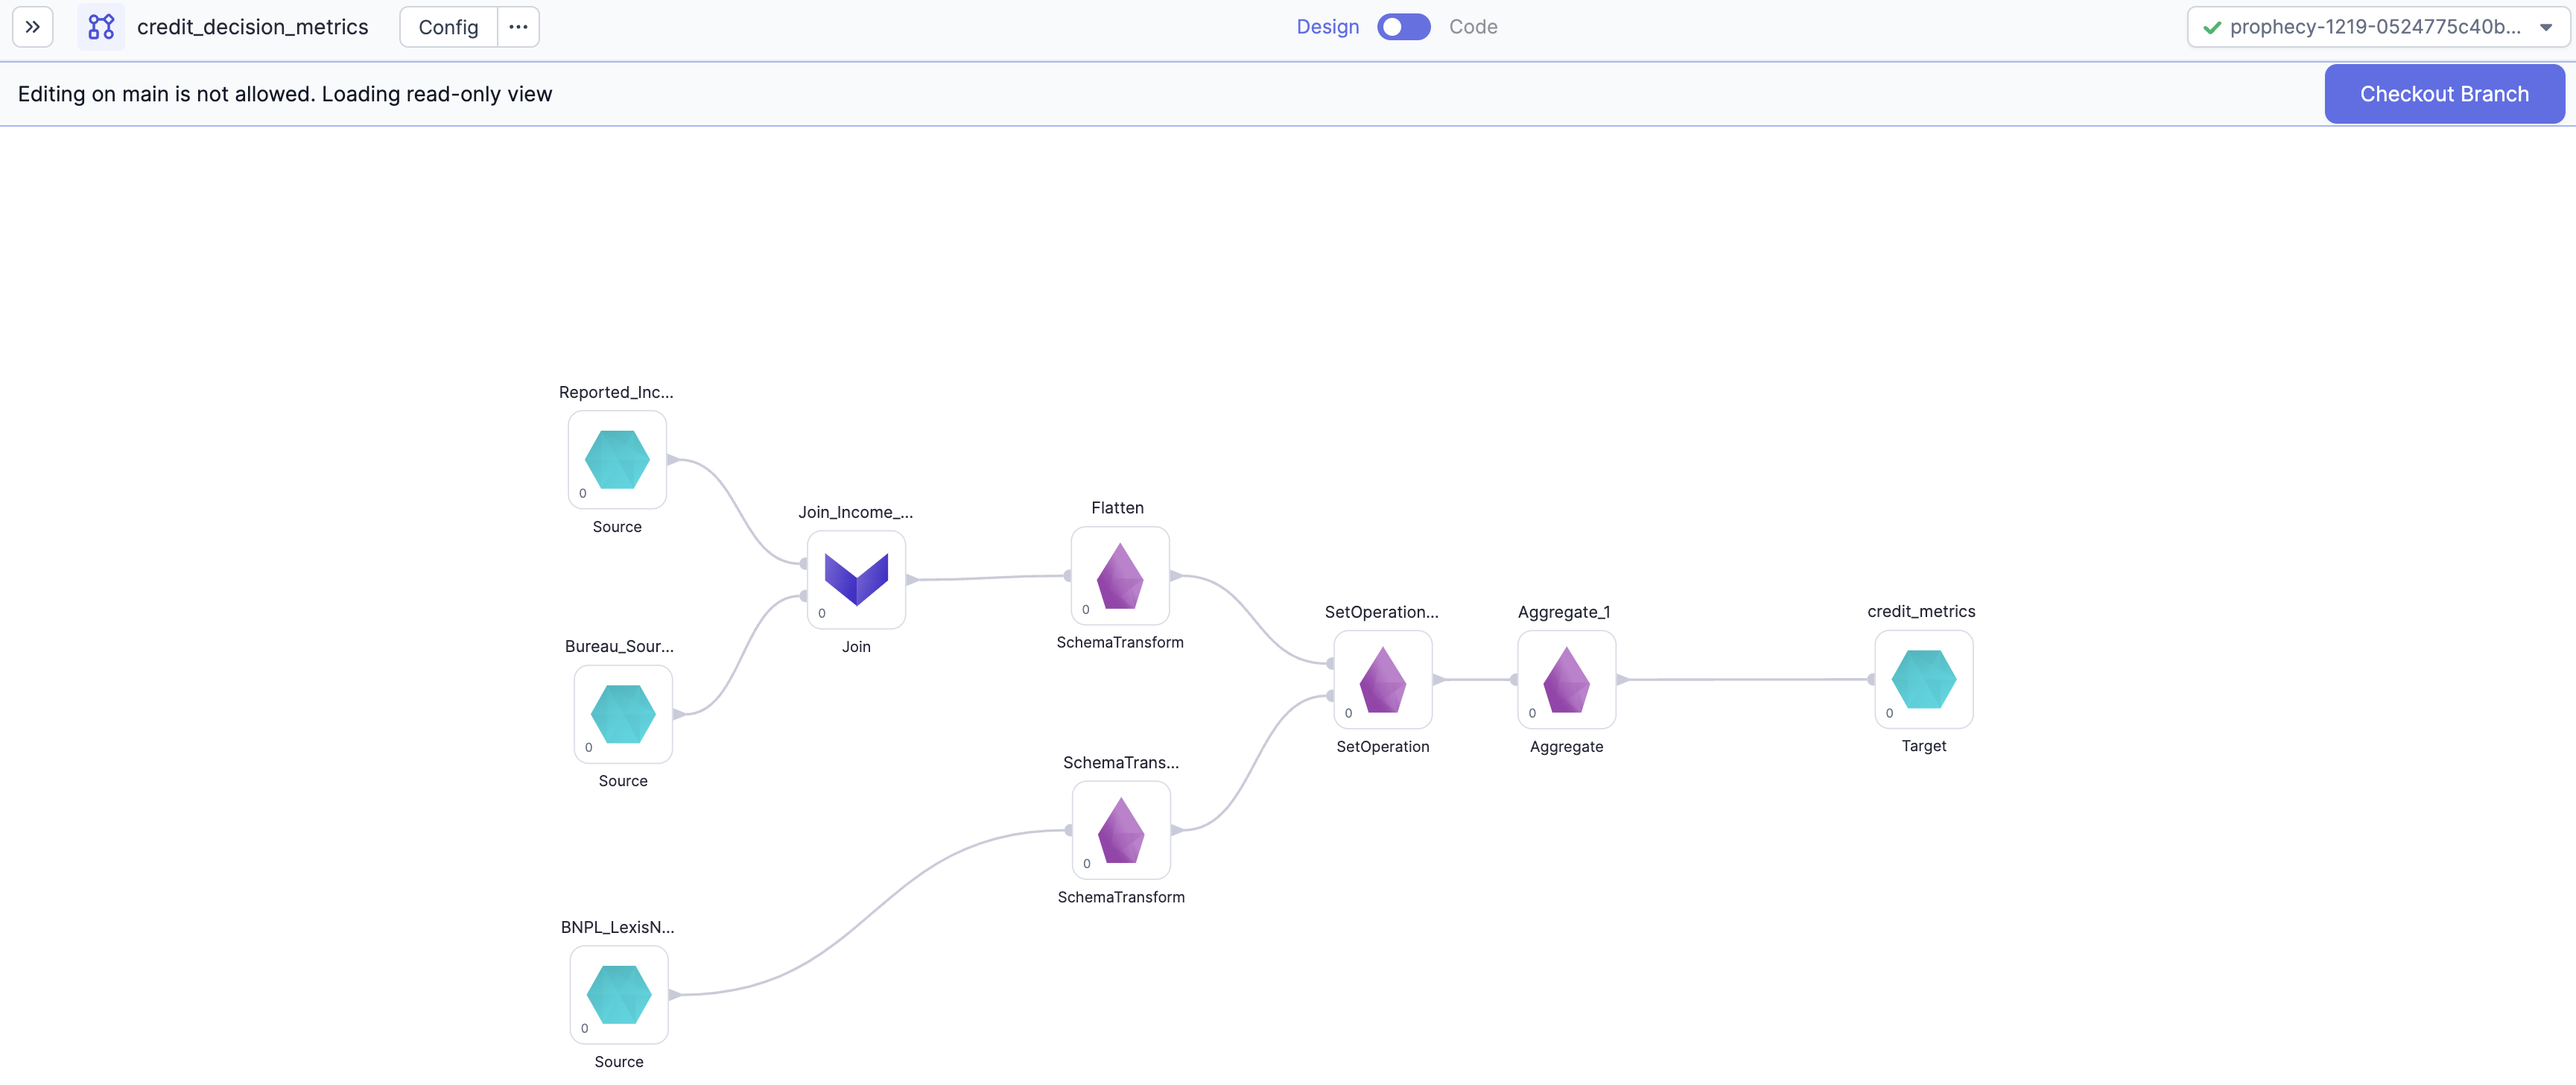 credit_decision_metrics
Config
...
Design
Code
prophecy-1219-0524775c40b...
Editing on main is not allowed. Loading read-only view
Checkout Branch
Reported_Inc...
0
Source
Join_Income_...
0
Join
Flatten
0
SchemaTransform
Bureau_Sour...
0
Source
SetOperation...
0
SetOperation
Aggregate_1
0
Aggregate
credit_metrics
0
Target
SchemaTrans...
0
SchemaTransform
BNPL_LexisN...
0
Source